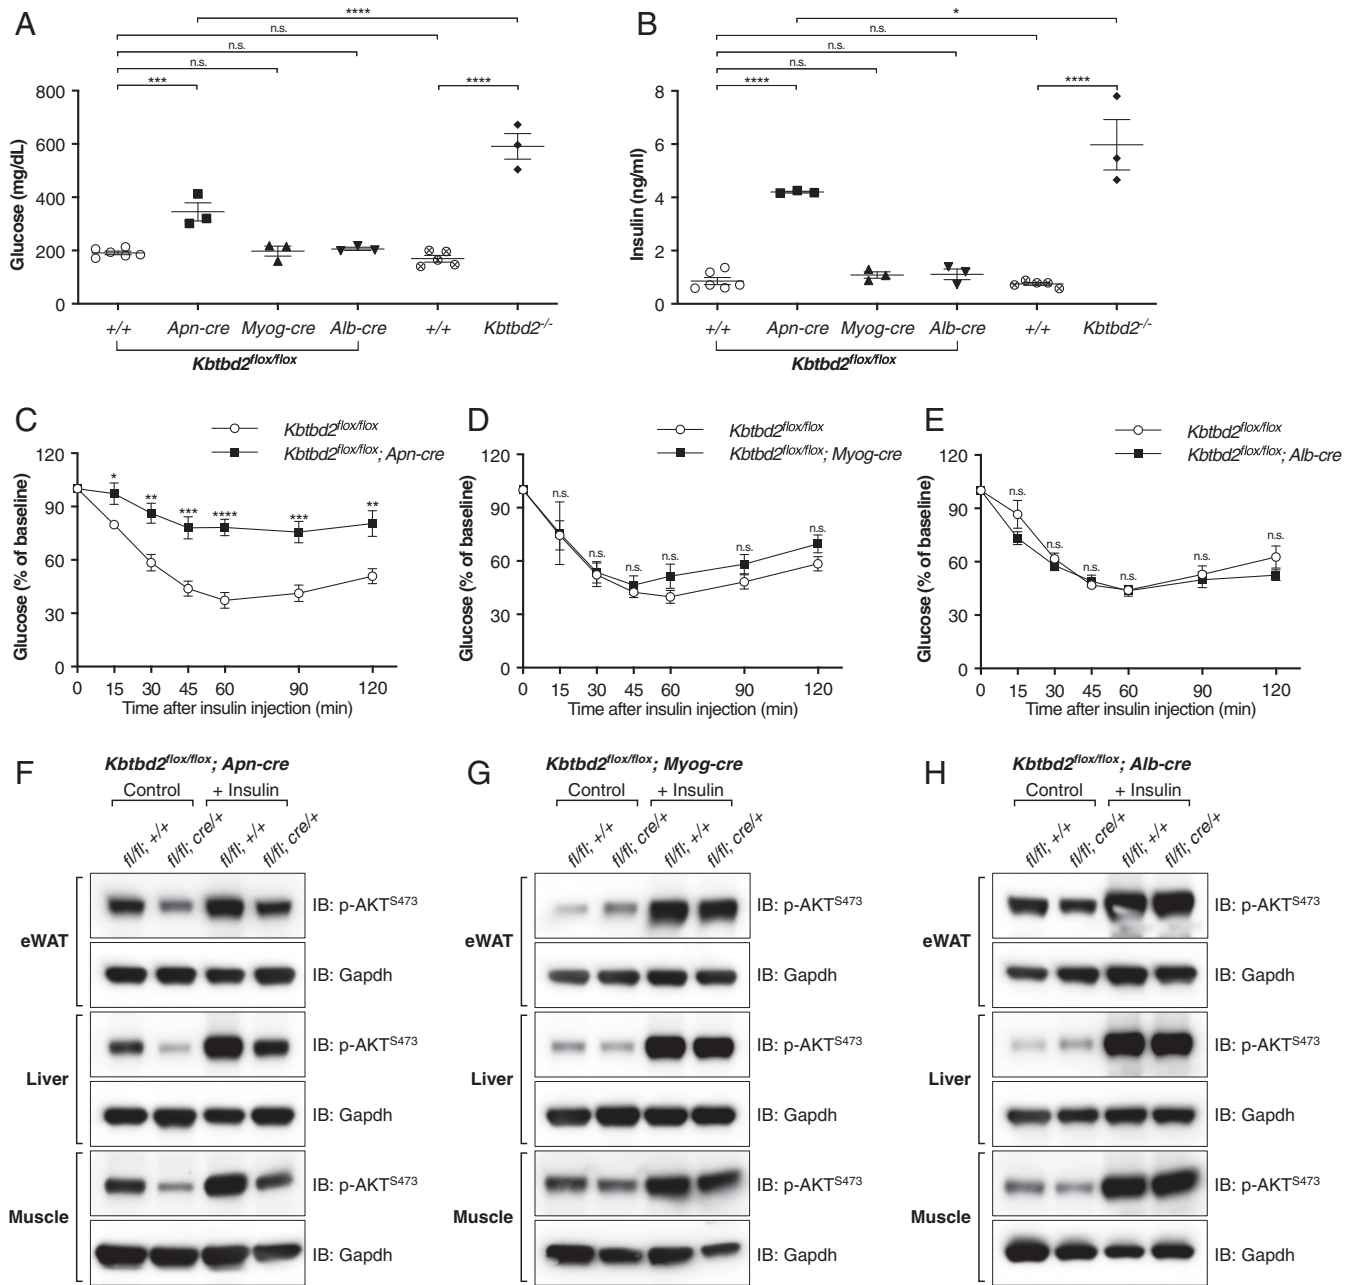 A
****
n.s.
n.s.
n.s.
***
****
800
600
400
200
0
Glucose (mg/dL)
+/+
Apn-cre
Myog-cre
Alb-cre
+/+
Kbtbd2-/-
Kbtbd2flox/flox
B
*
n.s.
n.s.
n.s.
****
****
8
6
4
2
0
Insulin (ng/ml)
+/+
Apn-cre
Myog-cre
Alb-cre
+/+
Kbtbd2-/-
Kbtbd2flox/flox
C
Kbtbd2flox/flox
Kbtbd2flox/flox; Apn-cre
120
90
60
30
0
Glucose (% of baseline)
* ** *** **** *** **
0 15 30 45 60 90 120
Time after insulin injection (min)
D
Kbtbd2flox/flox
Kbtbd2flox/flox; Myog-cre
120
90
60
30
0
Glucose (% of baseline)
n.s. n.s. n.s. n.s. n.s. n.s.
0 15 30 45 60 90 120
Time after insulin injection (min)
E
Kbtbd2flox/flox
Kbtbd2flox/flox; Alb-cre
120
90
60
30
0
Glucose (% of baseline)
n.s. n.s. n.s. n.s. n.s. n.s.
0 15 30 45 60 90 120
Time after insulin injection (min)
F
Kbtbd2flox/flox; Apn-cre
Control + Insulin
fl/fl; +/+ fl/fl; cre/+ fl/fl; +/+ fl/fl; cre/+
eWAT
IB: p-AKTS473
IB: Gapdh
Liver
IB: p-AKTS473
IB: Gapdh
Muscle
IB: p-AKTS473
IB: Gapdh
G
Kbtbd2flox/flox; Myog-cre
Control + Insulin
fl/fl; +/+ fl/fl; cre/+ fl/fl; +/+ fl/fl; cre/+
eWAT
IB: p-AKTS473
IB: Gapdh
Liver
IB: p-AKTS473
IB: Gapdh
Muscle
IB: p-AKTS473
IB: Gapdh
H
Kbtbd2flox/flox; Alb-cre
Control + Insulin
fl/fl; +/+ fl/fl; cre/+ fl/fl; +/+ fl/fl; cre/+
eWAT
IB: p-AKTS473
IB: Gapdh
Liver
IB: p-AKTS473
IB: Gapdh
Muscle
IB: p-AKTS473
IB: Gapdh